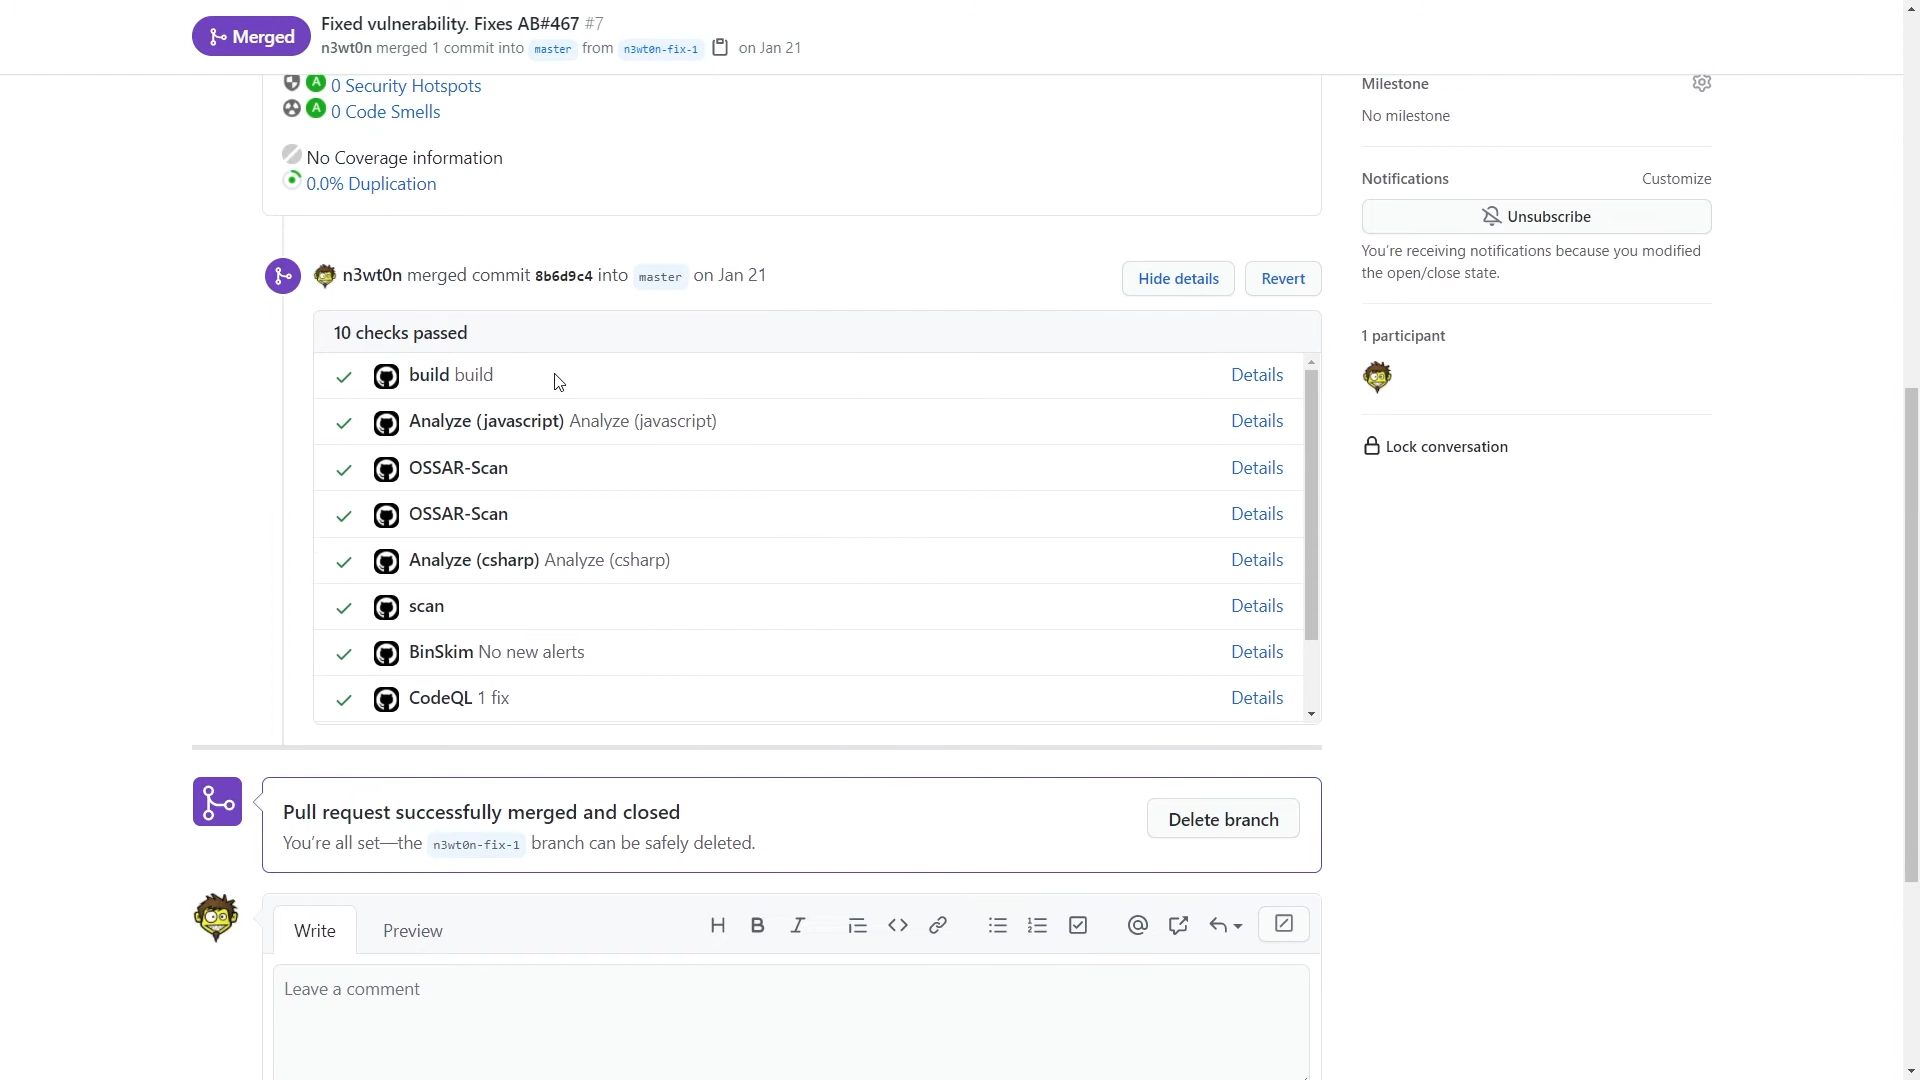 Merged
Fixed vulnerability. Fixes AB#467 #7
n3wt0n merged 1 commit into master from n3wt0n-fix-1 on Jan 21
A 0 Security Hotspots
A 0 Code Smells
No Coverage information
0.0% Duplication
n3wt0n merged commit 8b6d9c4 into master on Jan 21
Hide details
Revert
10 checks passed
build build Details
Analyze (javascript) Analyze (javascript) Details
OSSAR-Scan Details
OSSAR-Scan Details
Analyze (csharp) Analyze (csharp) Details
scan Details
BinSkim No new alerts Details
CodeQL 1 fix Details
Pull request successfully merged and closed
You're all set—the n3wt0n-fix-1 branch can be safely deleted.
Delete branch
Write Preview
Leave a comment
Milestone
No milestone
Notifications Customize
Unsubscribe
You're receiving notifications because you modified
the open/close state.
1 participant
Lock conversation